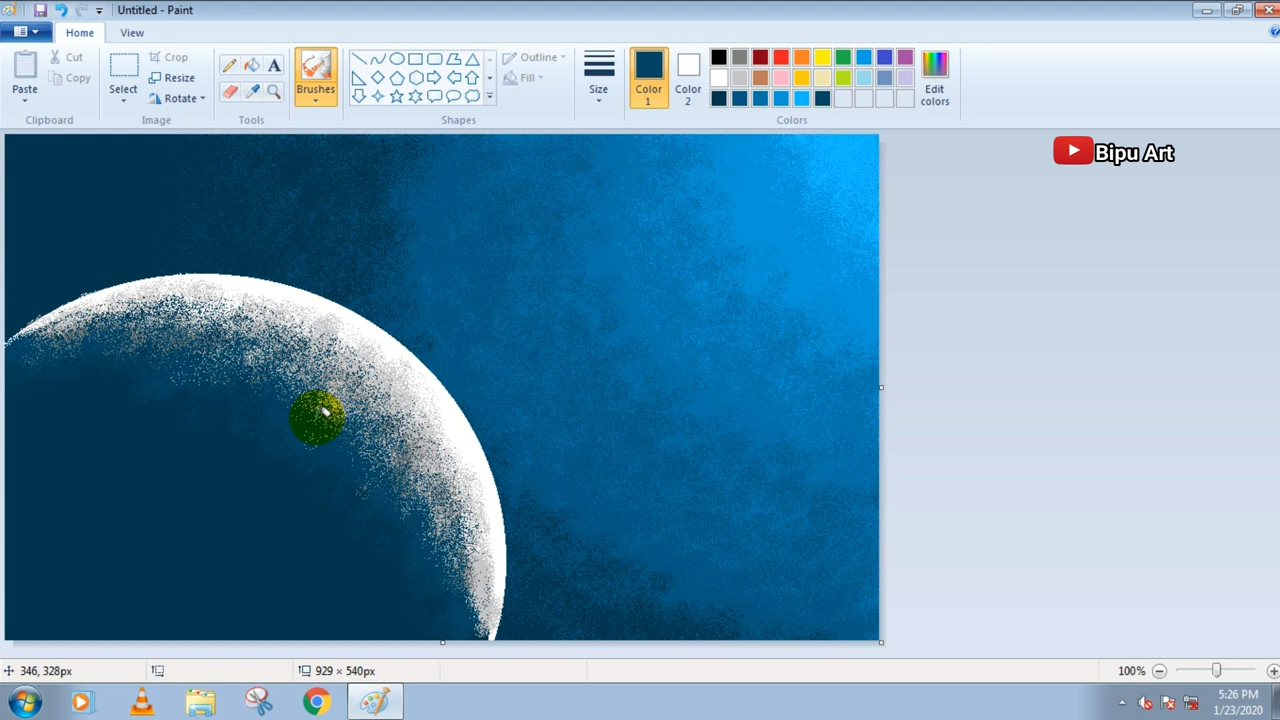 Untitled - Paint
Home
View
Paste
Cut
Copy
Clipboard
Select
Crop
Resize
Rotate
Image
Tools
Brushes
Outline
Fill
Shapes
Size
Color
1
Color
2
Edit
colors
Colors
Bipu Art
346, 328px
929 × 540px
100%
5:26 PM
1/23/2020